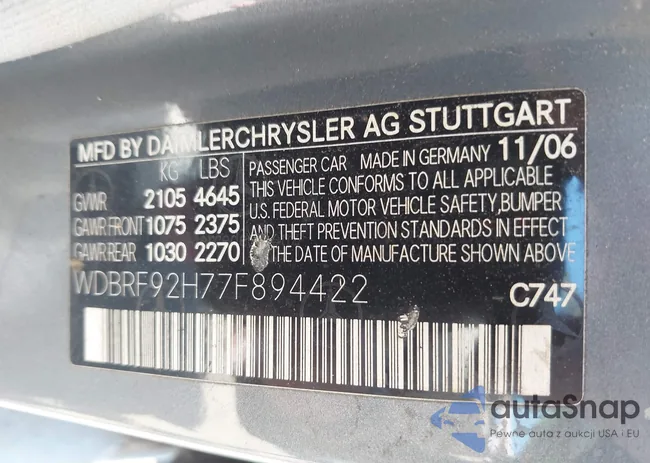 MFD BY DAIMLERCHRYSLER AG STUTTGART
KG LBS
GVWR 2105 4645
GAWR FRONT 1075 2375
GAWR REAR 1030 2270
PASSENGER CAR MADE IN GERMANY 11/06
THIS VEHICLE CONFORMS TO ALL APPLICABLE
U.S. FEDERAL MOTOR VEHICLE SAFETY,BUMPER
AND THEFT PREVENTION STANDARDS IN EFFECT
ON THE DATE OF MANUFACTURE SHOWN ABOVE
WDBRF92H77F894422
C747
autaSnap
Pewne auta z aukcji USA i EU